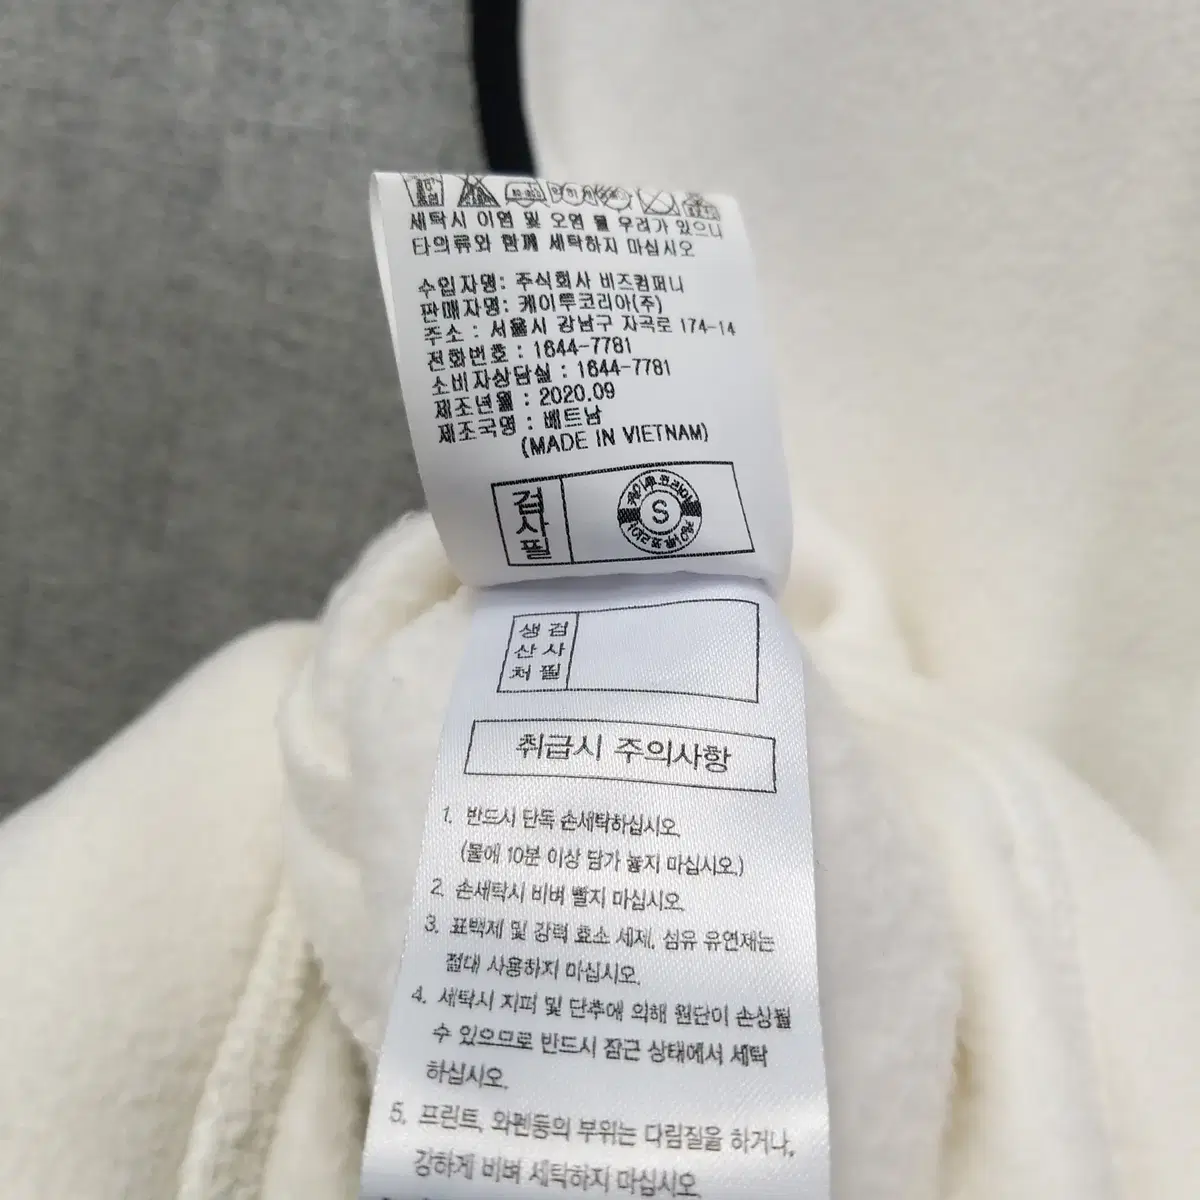 세탁시 이염 및 오염 될 우려가 있으니
타의류와 함께 세탁하지 마십시오
수입자명: 주식회사 비즈컴퍼니
판매자명: 케이투코리아(주)
주소 : 서울시 강남구 자곡로 174-14
전화번호 : 1644-7781
소비자상담실 : 1644-7781
제조년월 : 2020.09
제조국명 : 베트남
(MADE IN VIETNAM)
검사필
케이투코리아
S
케이투코리아
생산처
검사필
취급시 주의사항
1. 반드시 단독 손세탁하십시오.
(물에 10분 이상 담가 놓지 마십시오.)
2. 손세탁시 비벼 빨지 마십시오.
3. 표백제 및 강력 효소 세제, 섬유 유연제는
절대 사용하지 마십시오.
4. 세탁시 지퍼 및 단추에 의해 원단이 손상될
수 있으므로 반드시 잠근 상태에서 세탁
하십시오.
5. 프린트, 와펜등의 부위는 다림질을 하거나,
강하게 비벼 세탁하지 마십시오.